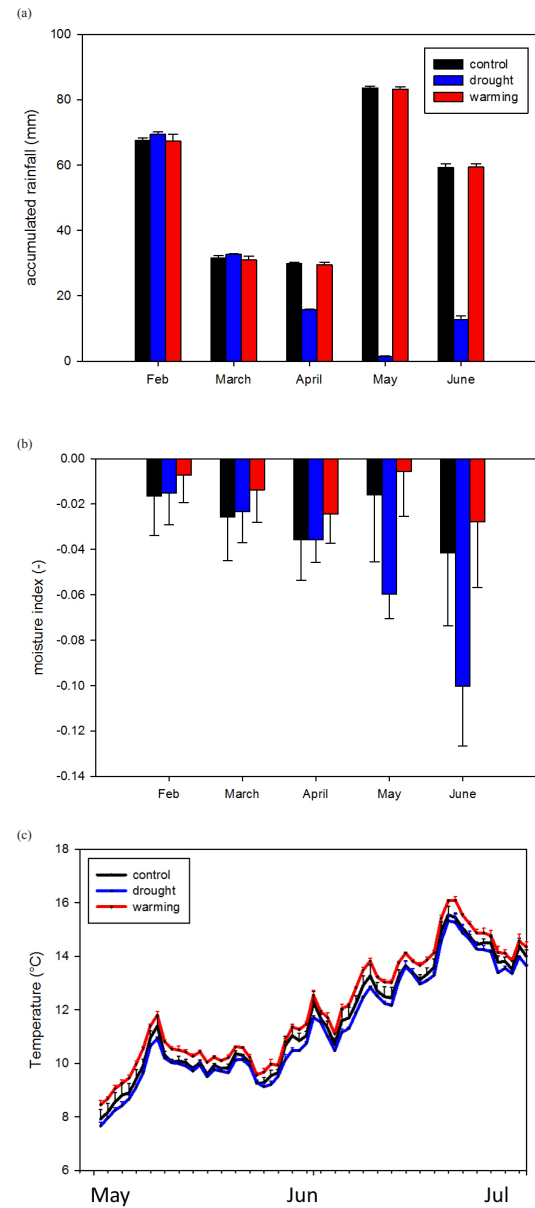 (a)
100
80
60
40
20
0
accumulated rainfall (mm)
control
drought
warming
Feb March April May June
(b)
0.00
-0.02
-0.04
-0.06
-0.08
-0.10
-0.12
-0.14
moisture index (-)
Feb March April May June
(c)
18
16
14
12
10
8
6
Temperature (°C)
control
drought
warming
May Jun Jul